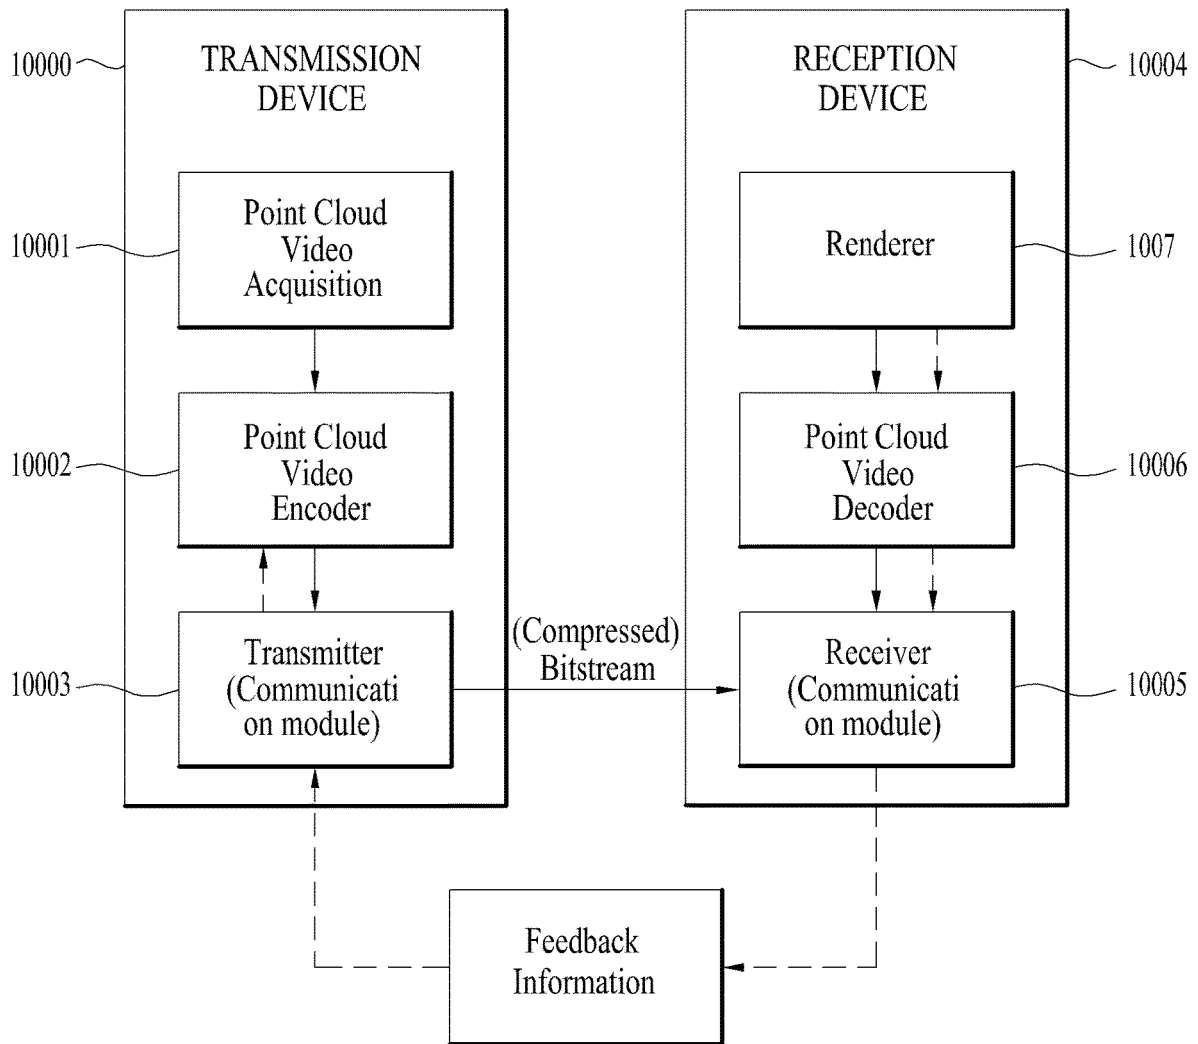 10000
TRANSMISSION
DEVICE
10001
Point Cloud
Video
Acquisition
10002
Point Cloud
Video
Encoder
10003
Transmitter
(Communicati
on module)
(Compressed)
Bitstream
RECEPTION
DEVICE
10004
Renderer
1007
Point Cloud
Video
Decoder
10006
Receiver
(Communicati
on module)
10005
Feedback
Information